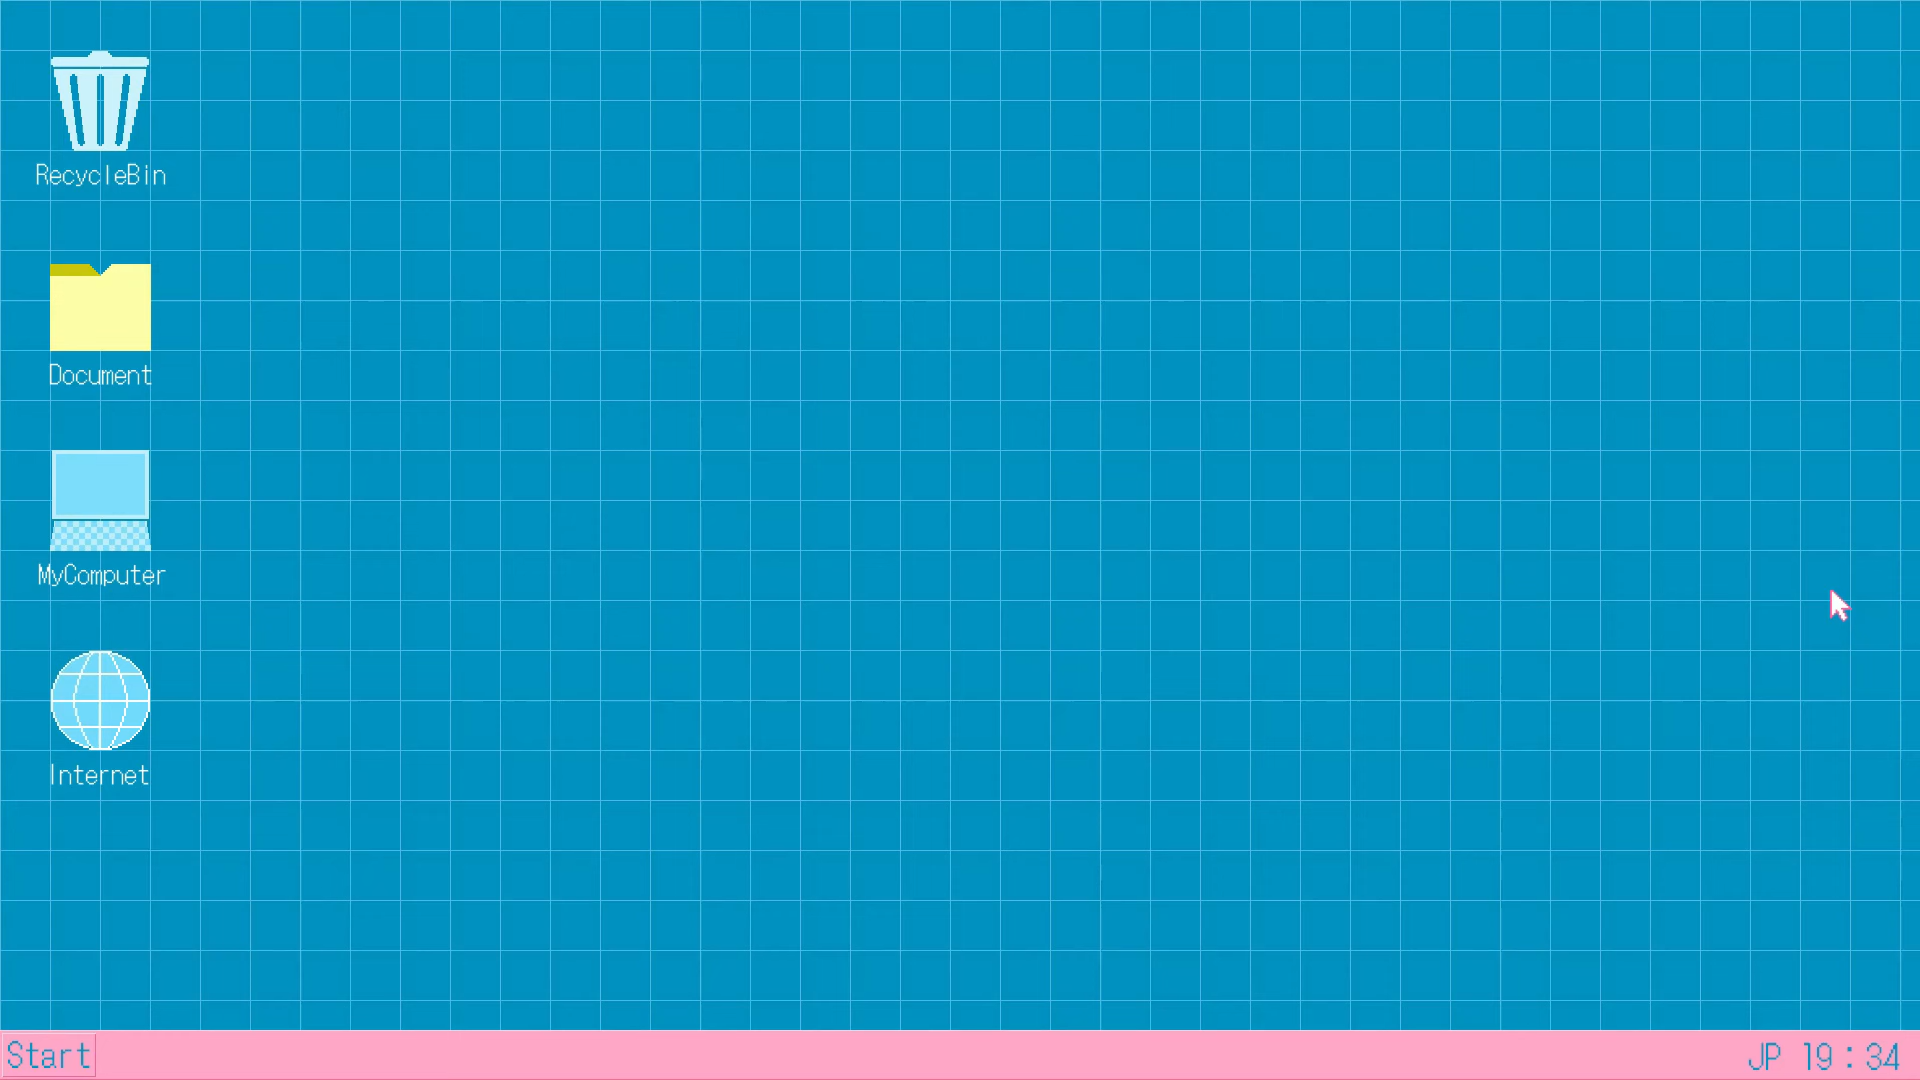 RecycleBin
Document
MyComputer
Internet
Start
JP 19:34